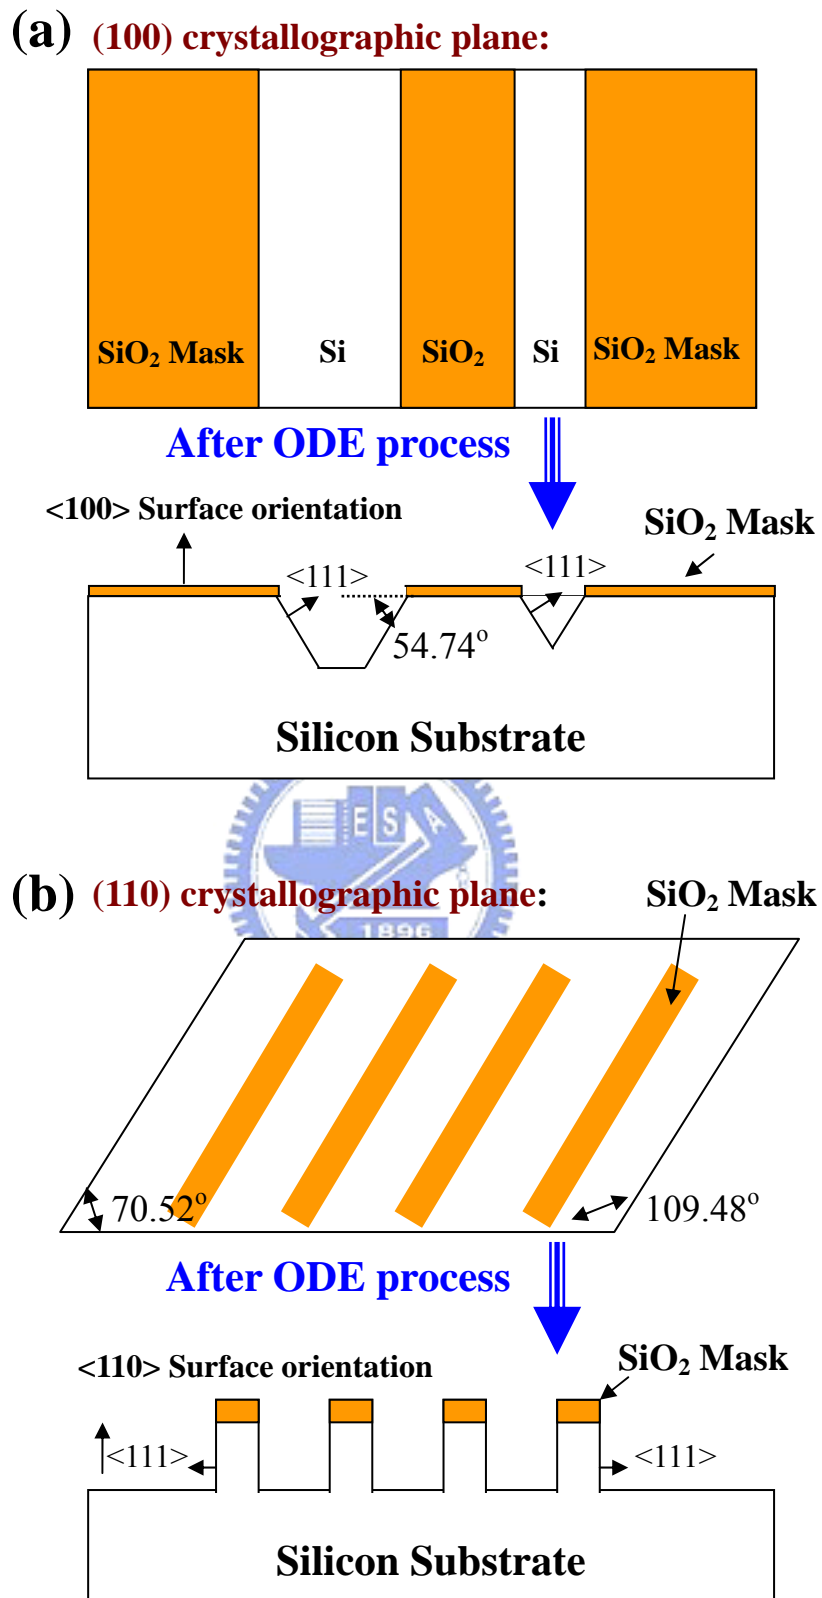 (a) (100) crystallographic plane:
SiO₂ Mask Si SiO₂ Si SiO₂ Mask
After ODE process
<100> Surface orientation
SiO₂ Mask
<111> <111>
54.74°
Silicon Substrate
E S A
(b) (110) crystallographic plane: SiO₂ Mask
1896
70.52° 109.48°
After ODE process
<110> Surface orientation SiO₂ Mask
<111> <111>
Silicon Substrate